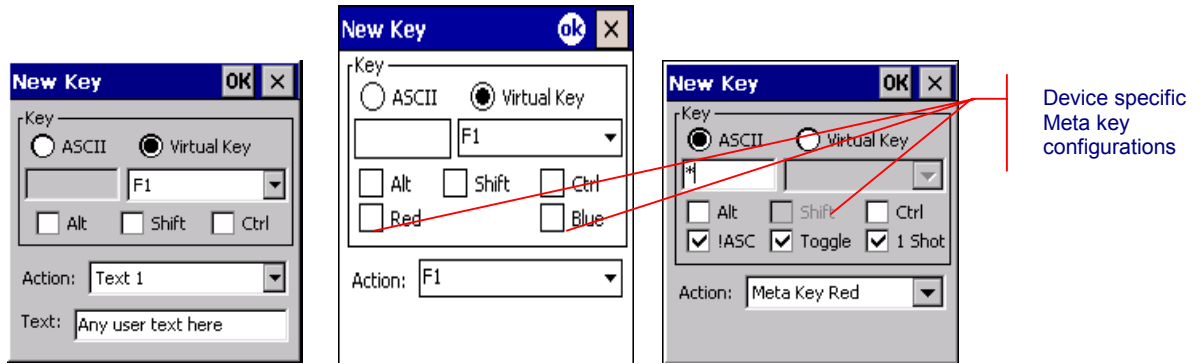 New Key OK ×
Key
ASCII Virtual Key
F1
Alt Shift Ctrl
Action: Text 1
Text: Any user text here
New Key ok ×
Key
ASCII Virtual Key
F1
Alt Shift Ctrl
Red Blue
Action: F1
New Key OK ×
Key
ASCII Virtual Key
*
Alt Shift Ctrl
!ASC Toggle 1 Shot
Action: Meta Key Red
Device specific
Meta key
configurations